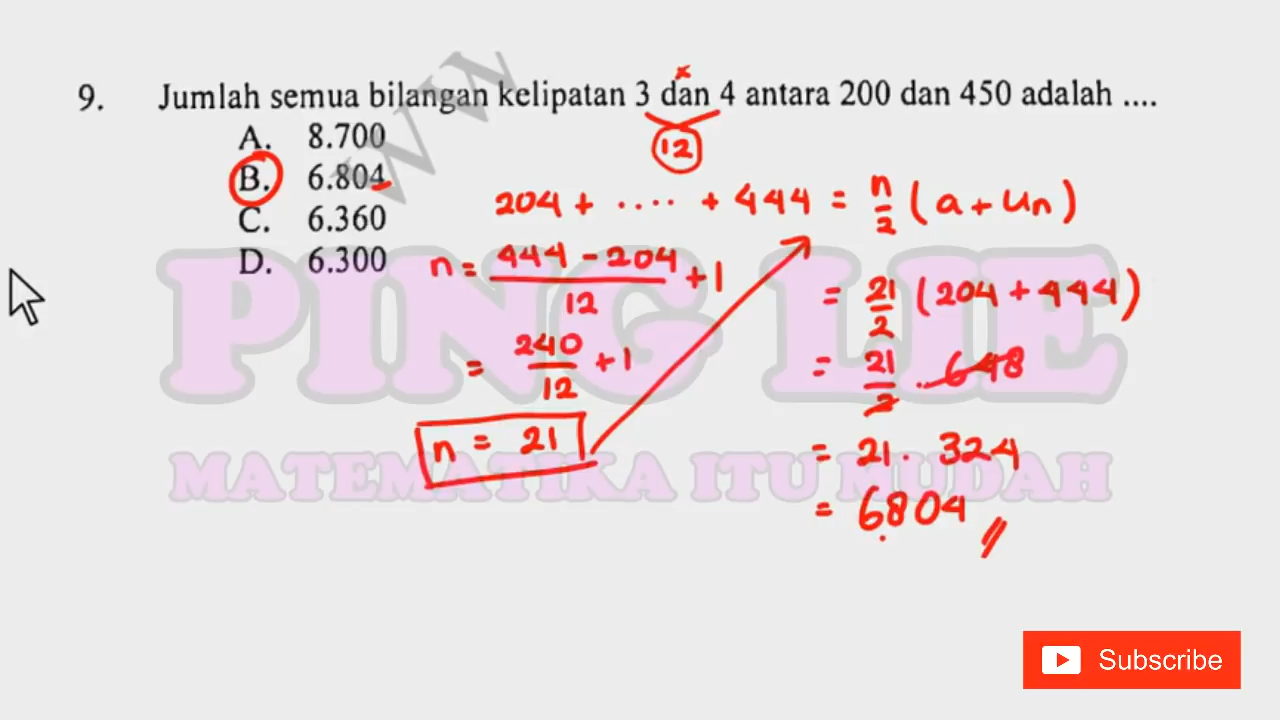 9. Jumlah semua bilangan kelipatan 3 dan 4 antara 200 dan 450 adalah ....
x
12
A. 8.700
B. 6.804
C. 6.360
D. 6.300
204 + .... + 444 = n/2 (a + Un)
n = 444 - 204/12 + 1
= 240/12 + 1
n = 21
= 21/2 (204 + 444)
= 21/2 . 648
= 21 . 324
= 6804
WWW
PING LIE
MATEMATIKA ITU MUDAH
Subscribe